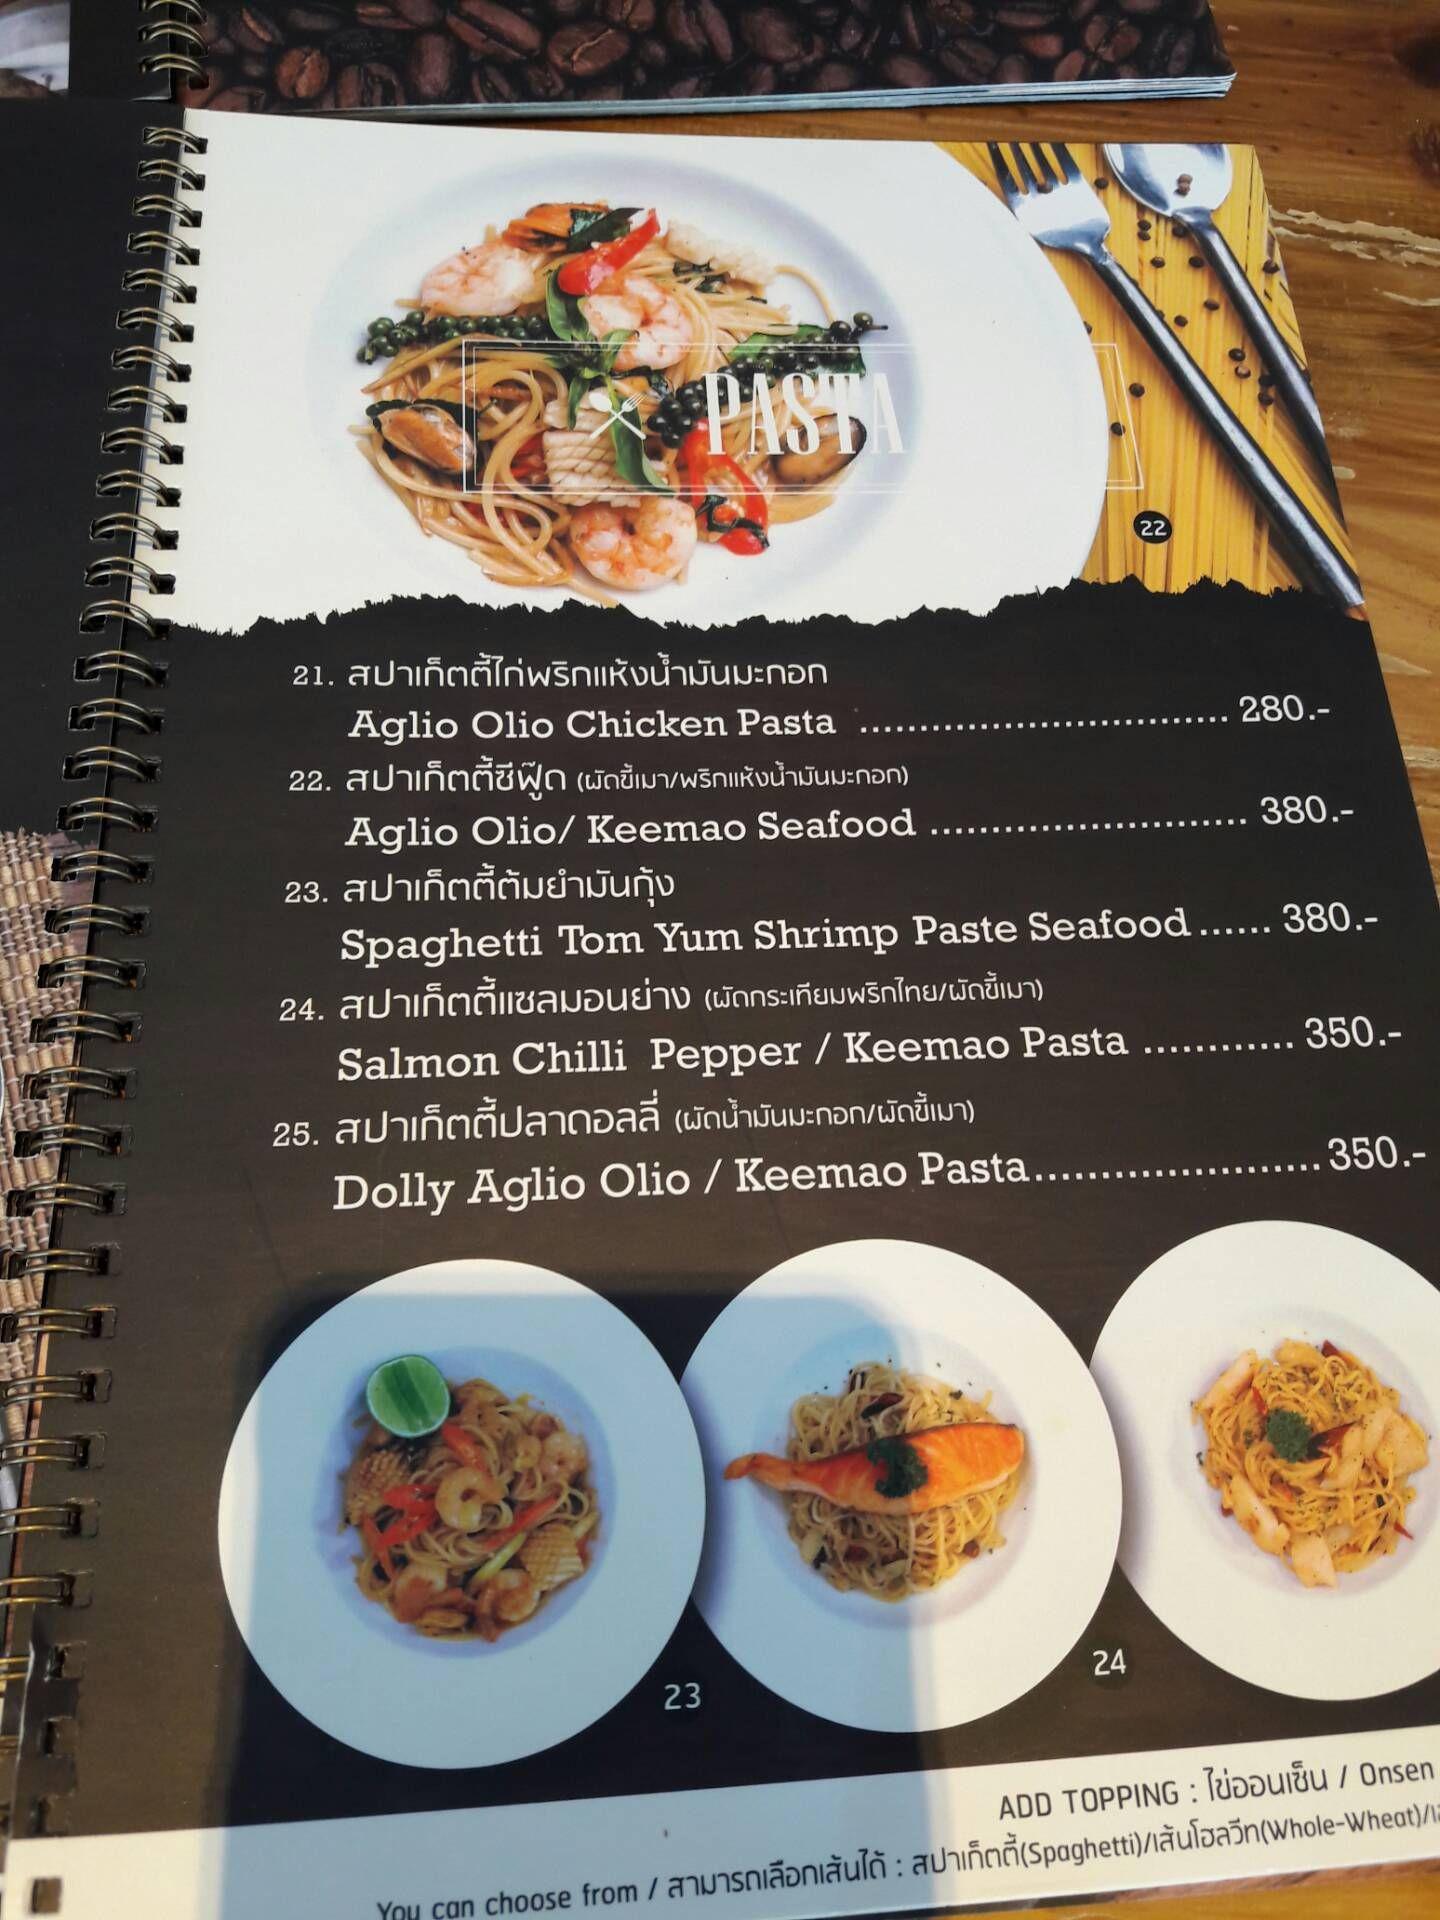 PASTA
22
21. สปาเก็ตตี้ไก่พริกแห้งน้ำมันมะกอก
Aglio Olio Chicken Pasta ............................... 280.-
22. สปาเก็ตตี้ซีฟู๊ด (ผัดขี้เมา/พริกแห้งน้ำมันมะกอก)
Aglio Olio/ Keemao Seafood ........................... 380.-
23. สปาเก็ตตี้ต้มยำมันกุ้ง
Spaghetti Tom Yum Shrimp Paste Seafood ...... 380.-
24. สปาเก็ตตี้แซลมอนย่าง (ผัดกระเทียมพริกไทย/ผัดขี้เมา)
Salmon Chilli Pepper / Keemao Pasta ............. 350.-
25. สปาเก็ตตี้ปลาดอลลี่ (ผัดน้ำมันมะกอก/ผัดขี้เมา)
Dolly Aglio Olio / Keemao Pasta........................ 350.-
23
24
ADD TOPPING : ไข่ออนเซ็น / Onsen
You can choose from / สามารถเลือกเส้นได้ : สปาเก็ตตี้(Spaghetti)/เส้นโฮลวีท(Whole-Wheat)/